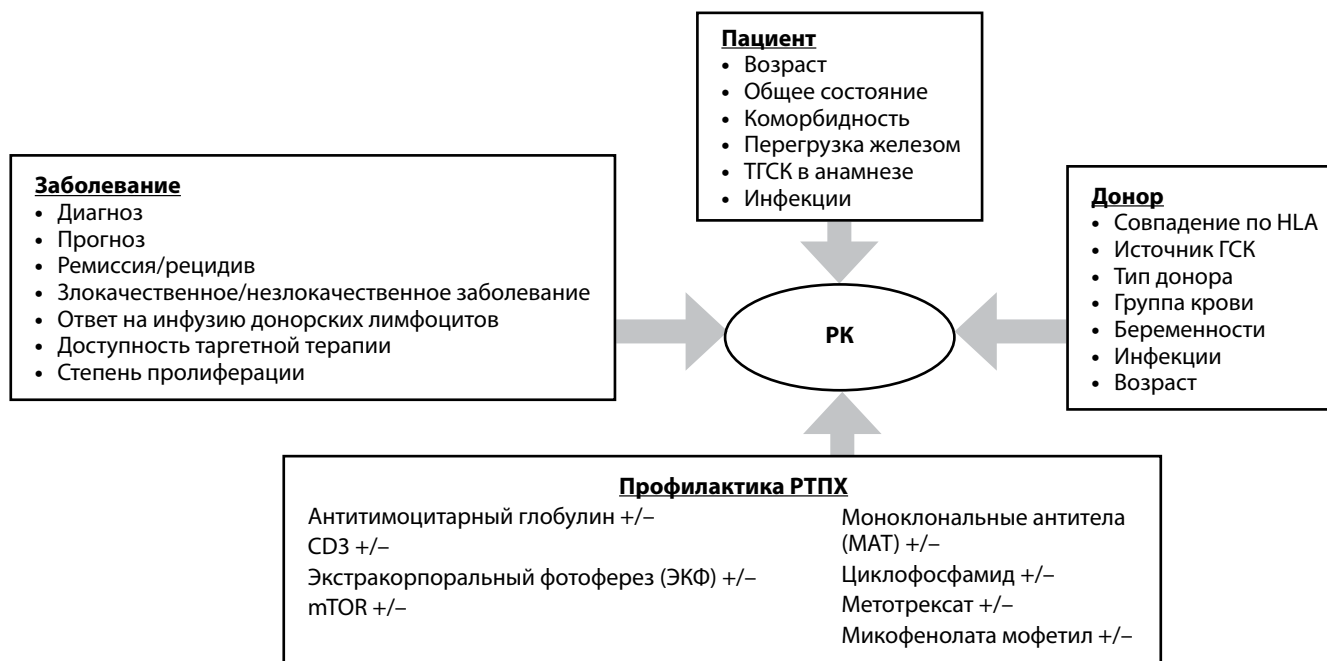 Пациент
• Возраст
• Общее состояние
• Коморбидность
• Перегрузка железом
• ТГСК в анамнезе
• Инфекции
Заболевание
• Диагноз
• Прогноз
• Ремиссия/рецидив
• Злокачественное/незлокачественное заболевание
• Ответ на инфузию донорских лимфоцитов
• Доступность таргетной терапии
• Степень пролиферации
РК
Донор
• Совпадение по HLA
• Источник ГСК
• Тип донора
• Группа крови
• Беременности
• Инфекции
• Возраст
Профилактика РТПХ
Антитимоцитарный глобулин +/–
CD3 +/–
Экстракорпоральный фотоферез (ЭКФ) +/–
mTOR +/–
Моноклональные антитела
(МАТ) +/–
Циклофосфамид +/–
Метотрексат +/–
Микофенолата мофетил +/–